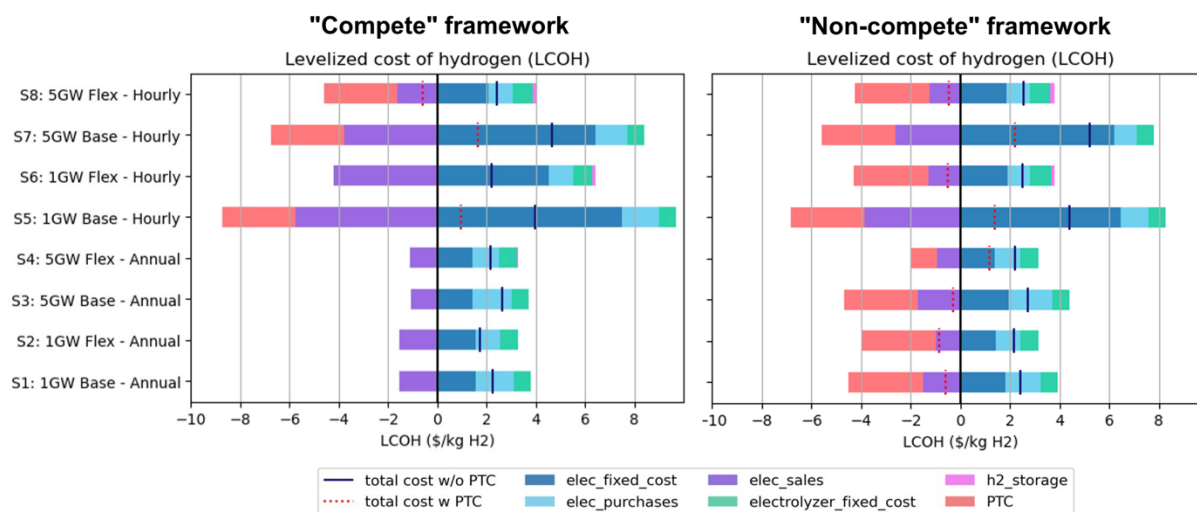 "Compete" framework
"Non-compete" framework
Levelized cost of hydrogen (LCOH)
Levelized cost of hydrogen (LCOH)
S8: 5GW Flex - Hourly
S7: 5GW Base - Hourly
S6: 1GW Flex - Hourly
S5: 1GW Base - Hourly
S4: 5GW Flex - Annual
S3: 5GW Base - Annual
S2: 1GW Flex - Annual
S1: 1GW Base - Annual
−10 −8 −6 −4 −2 0 2 4 6 8
−10 −8 −6 −4 −2 0 2 4 6 8
LCOH ($/kg H2)
LCOH ($/kg H2)
total cost w/o PTC elec_fixed_cost elec_sales h2_storage
total cost w PTC elec_purchases electrolyzer_fixed_cost PTC